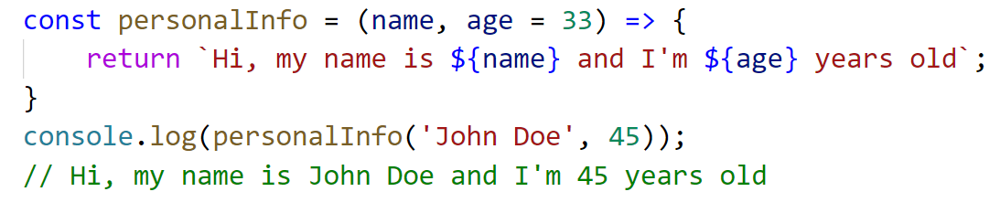 const personalInfo = (name, age = 33) => {
    return `Hi, my name is ${name} and I'm ${age} years old`;
}
console.log(personalInfo('John Doe', 45));
// Hi, my name is John Doe and I'm 45 years old